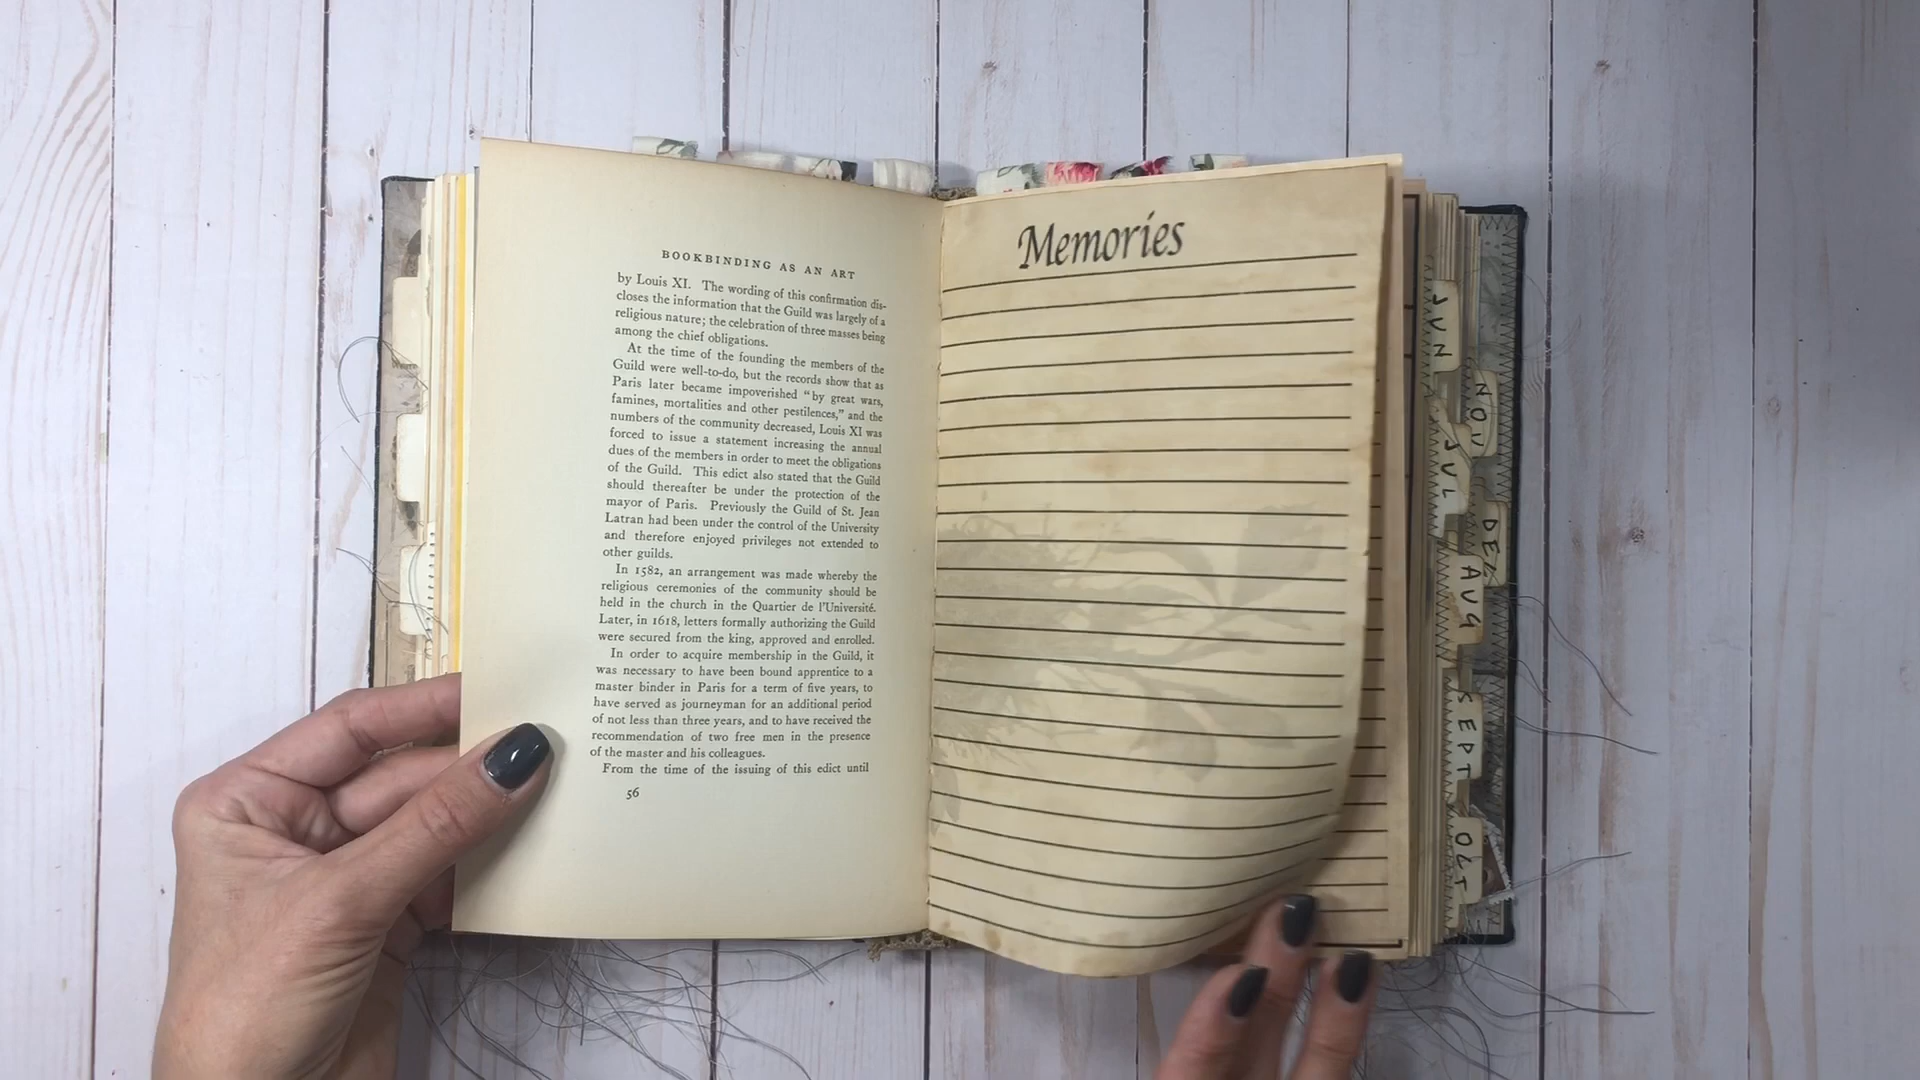 BOOKBINDING AS AN ART
by Louis XI. The wording of this confirmation dis-
closes the information that the Guild was largely of a
religious nature; the celebration of three masses being
among the chief obligations.
At the time of the founding the members of the
Guild were well-to-do, but the records show that as
Paris later became impoverished "by great wars,
famines, mortalities and other pestilences," and the
numbers of the community decreased, Louis XI was
forced to issue a statement increasing the annual
dues of the members in order to meet the obligations
of the Guild. This edict also stated that the Guild
should thereafter be under the protection of the
mayor of Paris. Previously the Guild of St. Jean
Latran had been under the control of the University
and therefore enjoyed privileges not extended to
other guilds.
In 1582, an arrangement was made whereby the
religious ceremonies of the community should be
held in the church in the Quartier de l'Université.
Later, in 1618, letters formally authorizing the Guild
were secured from the king, approved and enrolled.
In order to acquire membership in the Guild, it
was necessary to have been bound apprentice to a
master binder in Paris for a term of five years, to
have served as journeyman for an additional period
of not less than three years, and to have received the
recommendation of two free men in the presence
of the master and his colleagues.
From the time of the issuing of this edict until
56
Memories
JUN
NOV
JUL
DEC
AUG
SEPT
OCT